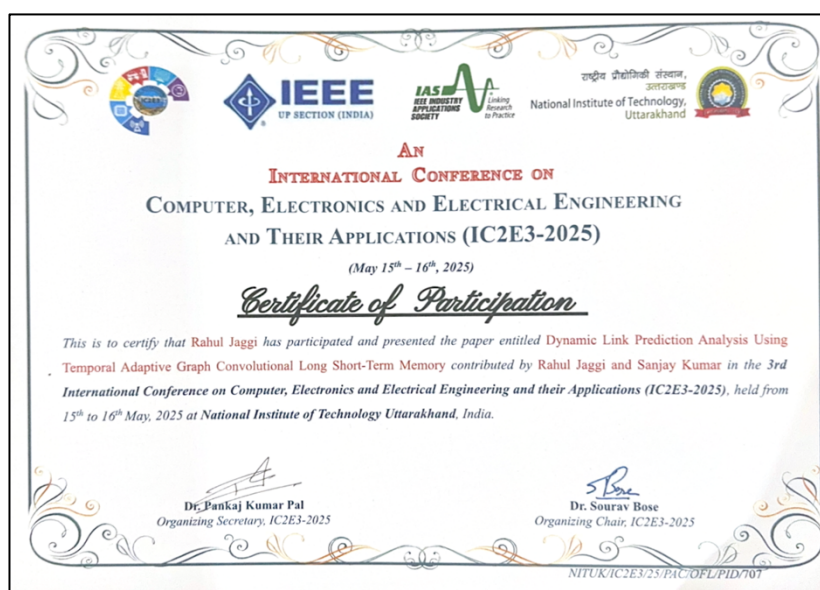 IEEE
UP SECTION (INDIA)
IAS
IEEE INDUSTRY
APPLICATIONS
SOCIETY
Linking
Research
to Practice
राष्ट्रीय प्रौद्योगिकी संस्थान,
उत्तराखण्ड
National Institute of Technology,
Uttarakhand
AN
INTERNATIONAL CONFERENCE ON
COMPUTER, ELECTRONICS AND ELECTRICAL ENGINEERING
AND THEIR APPLICATIONS (IC2E3-2025)
(May 15th – 16th, 2025)
Certificate of Participation
This is to certify that Rahul Jaggi has participated and presented the paper entitled Dynamic Link Prediction Analysis Using
Temporal Adaptive Graph Convolutional Long Short-Term Memory contributed by Rahul Jaggi and Sanjay Kumar in the 3rd
International Conference on Computer, Electronics and Electrical Engineering and their Applications (IC2E3-2025), held from
15th to 16th May, 2025 at National Institute of Technology Uttarakhand, India.
S Bose
Dr. Pankaj Kumar Pal
Organizing Secretary, IC2E3-2025
Dr. Sourav Bose
Organizing Chair, IC2E3-2025
NITUK/IC2E3/25/PAC/OFL/PID/707